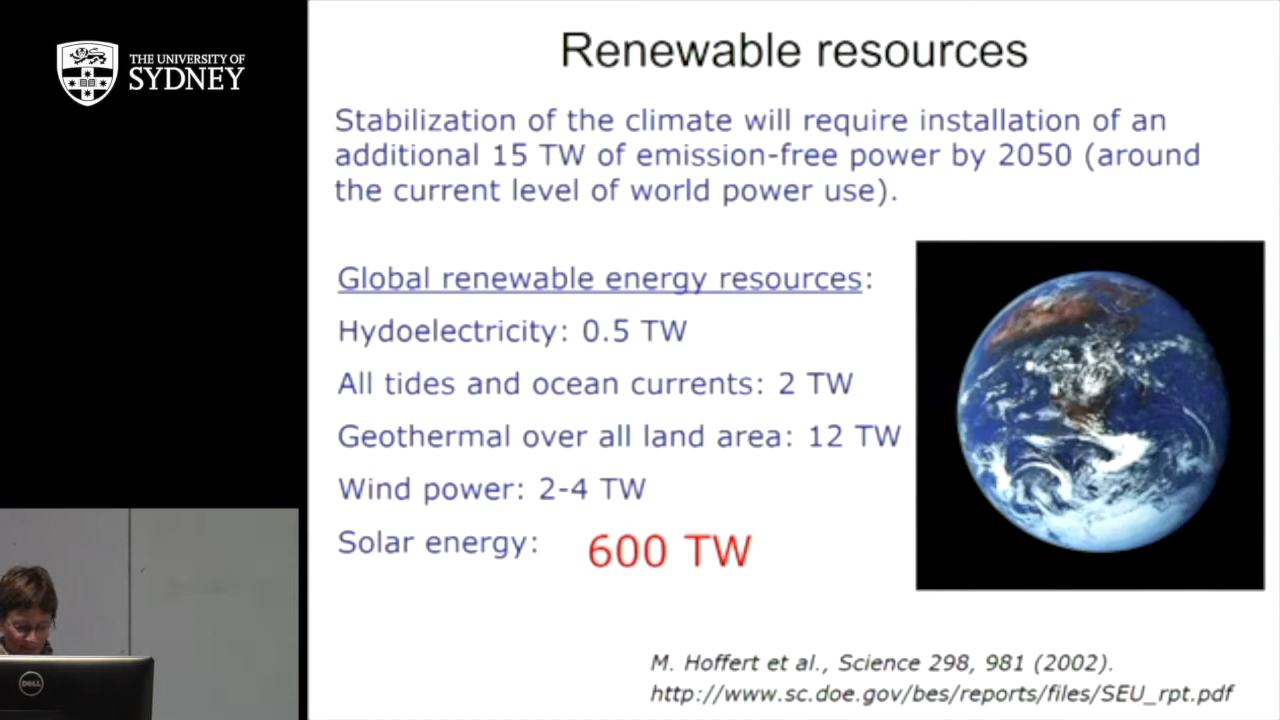 THE UNIVERSITY OF
SYDNEY
Renewable resources
Stabilization of the climate will require installation of an
additional 15 TW of emission-free power by 2050 (around
the current level of world power use).
Global renewable energy resources:
Hydoelectricity: 0.5 TW
All tides and ocean currents: 2 TW
Geothermal over all land area: 12 TW
Wind power: 2-4 TW
Solar energy: 600 TW
M. Hoffert et al., Science 298, 981 (2002).
http://www.sc.doe.gov/bes/reports/files/SEU_rpt.pdf
DELL